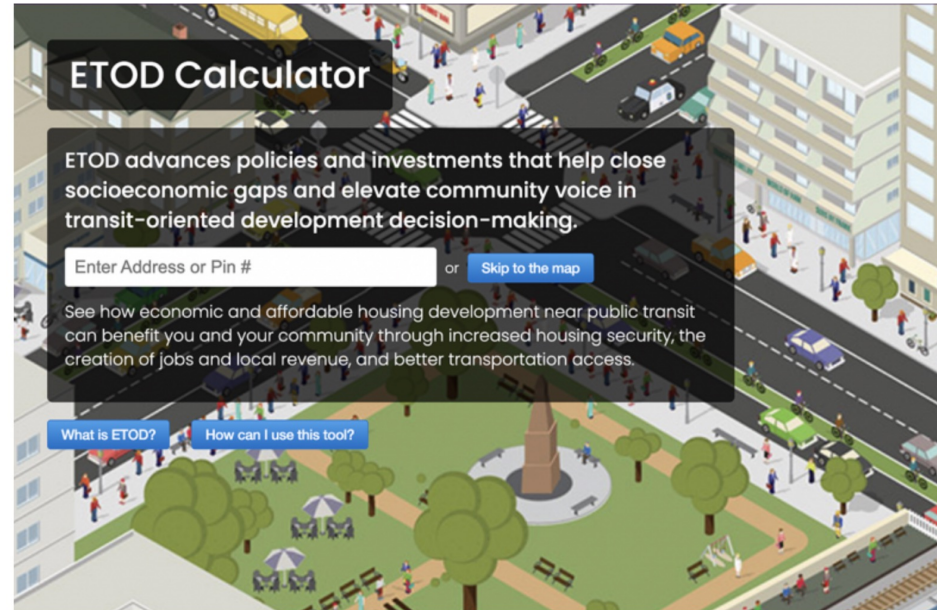 ETOD Calculator
ETOD advances policies and investments that help close
socioeconomic gaps and elevate community voice in
transit-oriented development decision-making.
Enter Address or Pin #
or
Skip to the map
See how economic and affordable housing development near public transit
can benefit you and your community through increased housing security, the
creation of jobs and local revenue, and better transportation access.
What is ETOD?
How can I use this tool?